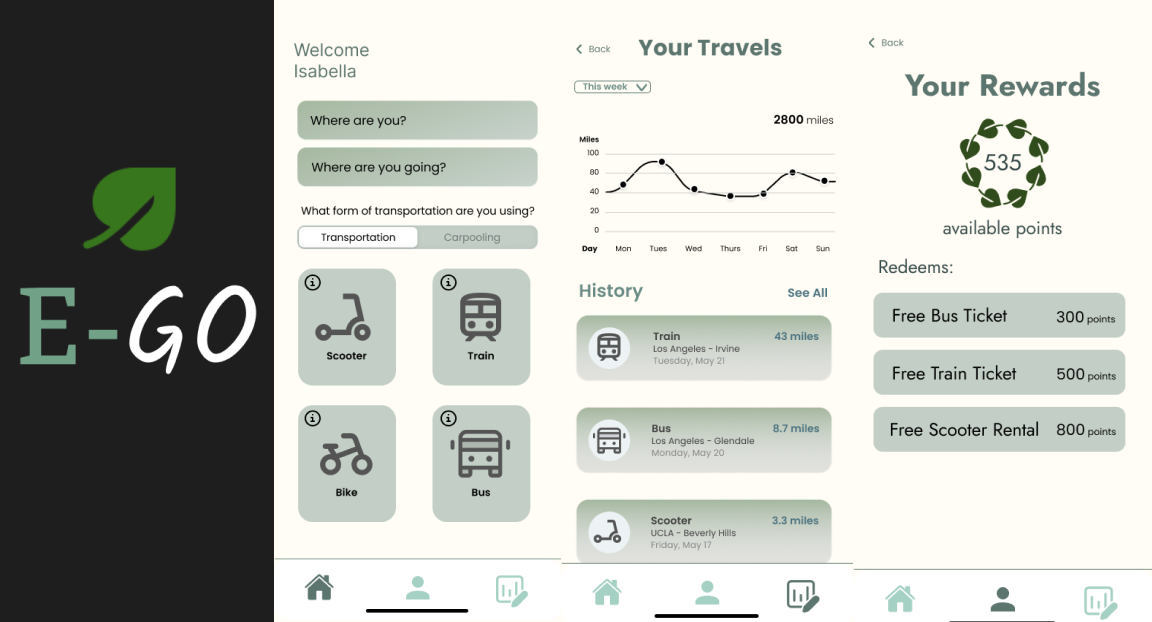 E-GO
Welcome
Isabella
Where are you?
Where are you going?
What form of transportation are you using?
Transportation Carpooling
Scooter Train
Bike Bus
Back Your Travels
This week
2800 miles
Miles
100
80
40
20
0
Day Mon Tues Wed Thurs Fri Sat Sun
History See All
Train 43 miles
Los Angeles - Irvine
Tuesday, May 21
Bus 8.7 miles
Los Angeles - Glendale
Monday, May 20
Scooter 3.3 miles
UCLA - Beverly Hills
Friday, May 17
Back
Your Rewards
535
available points
Redeems:
Free Bus Ticket 300 points
Free Train Ticket 500 points
Free Scooter Rental 800 points